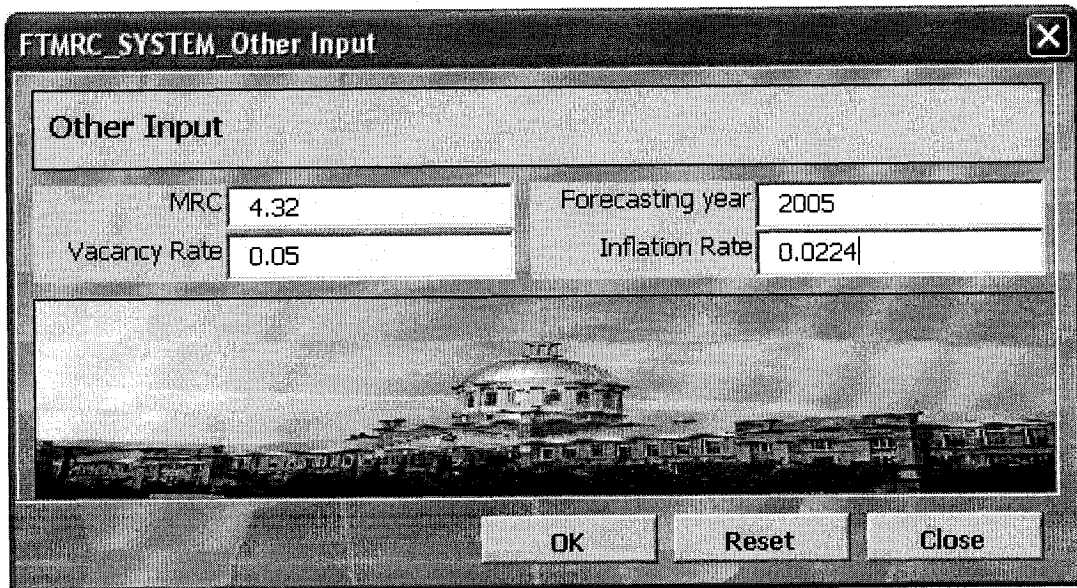 FTMRC_SYSTEM_Other Input
Other Input
MRC 4.32 Forecasting year 2005
Vacancy Rate 0.05 Inflation Rate 0.0224
OK Reset Close